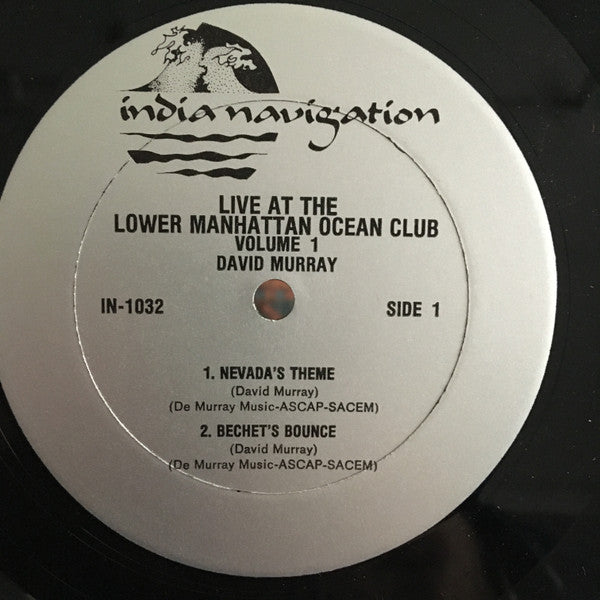 india navigation
LIVE AT THE
LOWER MANHATTAN OCEAN CLUB
VOLUME 1
DAVID MURRAY
IN-1032
SIDE 1
1. NEVADA'S THEME
(David Murray)
(De Murray Music-ASCAP-SACEM)
2. BECHET'S BOUNCE
(David Murray)
(De Murray Music-ASCAP-SACEM)